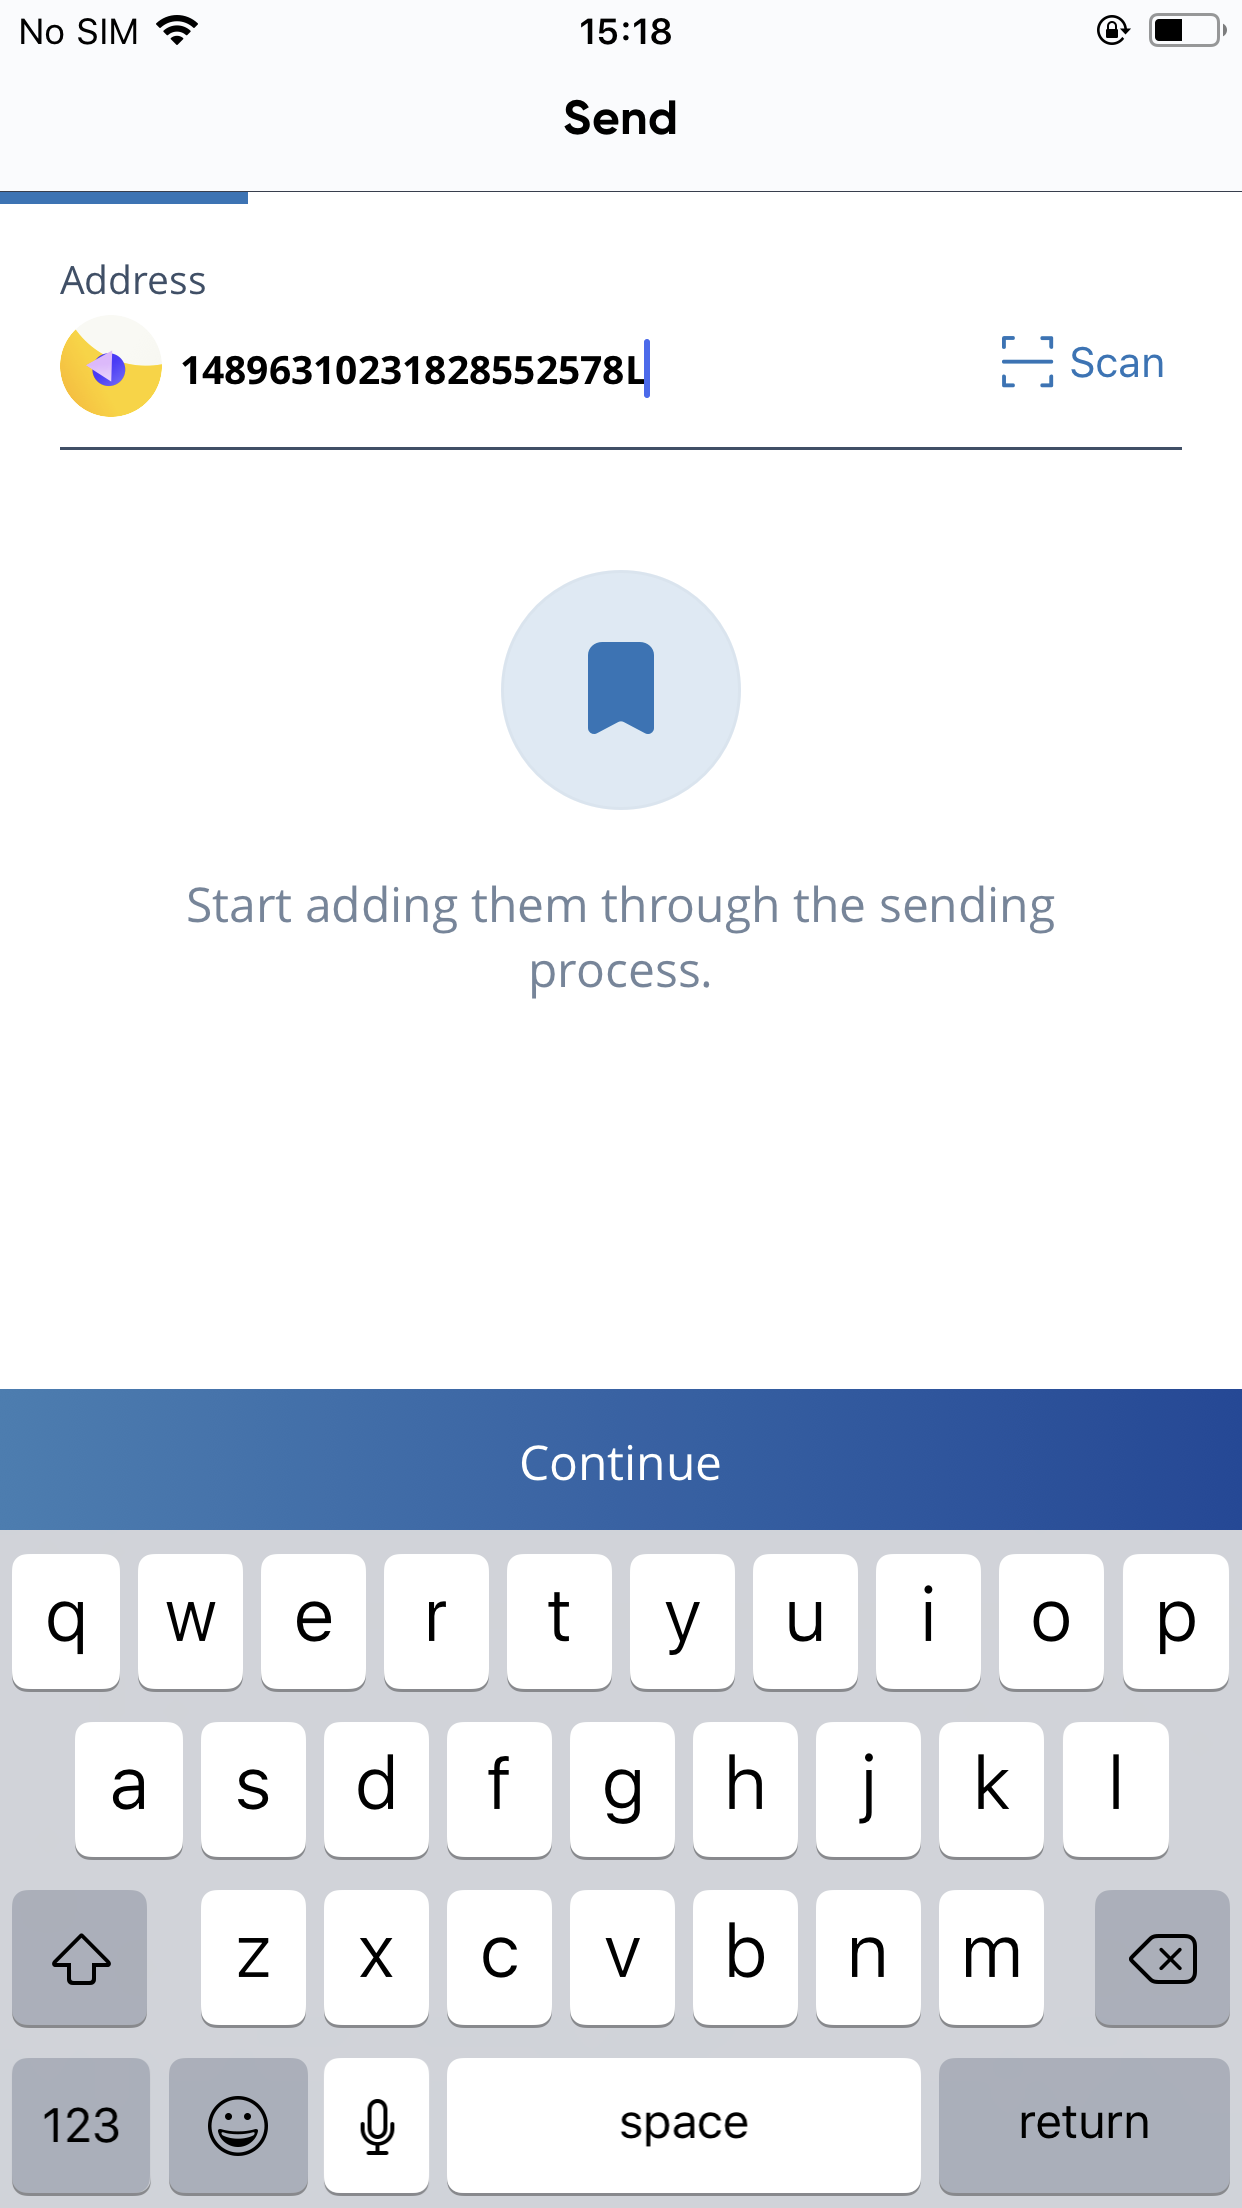 No SIM 15:18
Send
Address
14896310231828552578L
Scan
Start adding them through the sending
process.
Continue
q w e r t y u i o p
a s d f g h j k l
z x c v b n m
123 space return